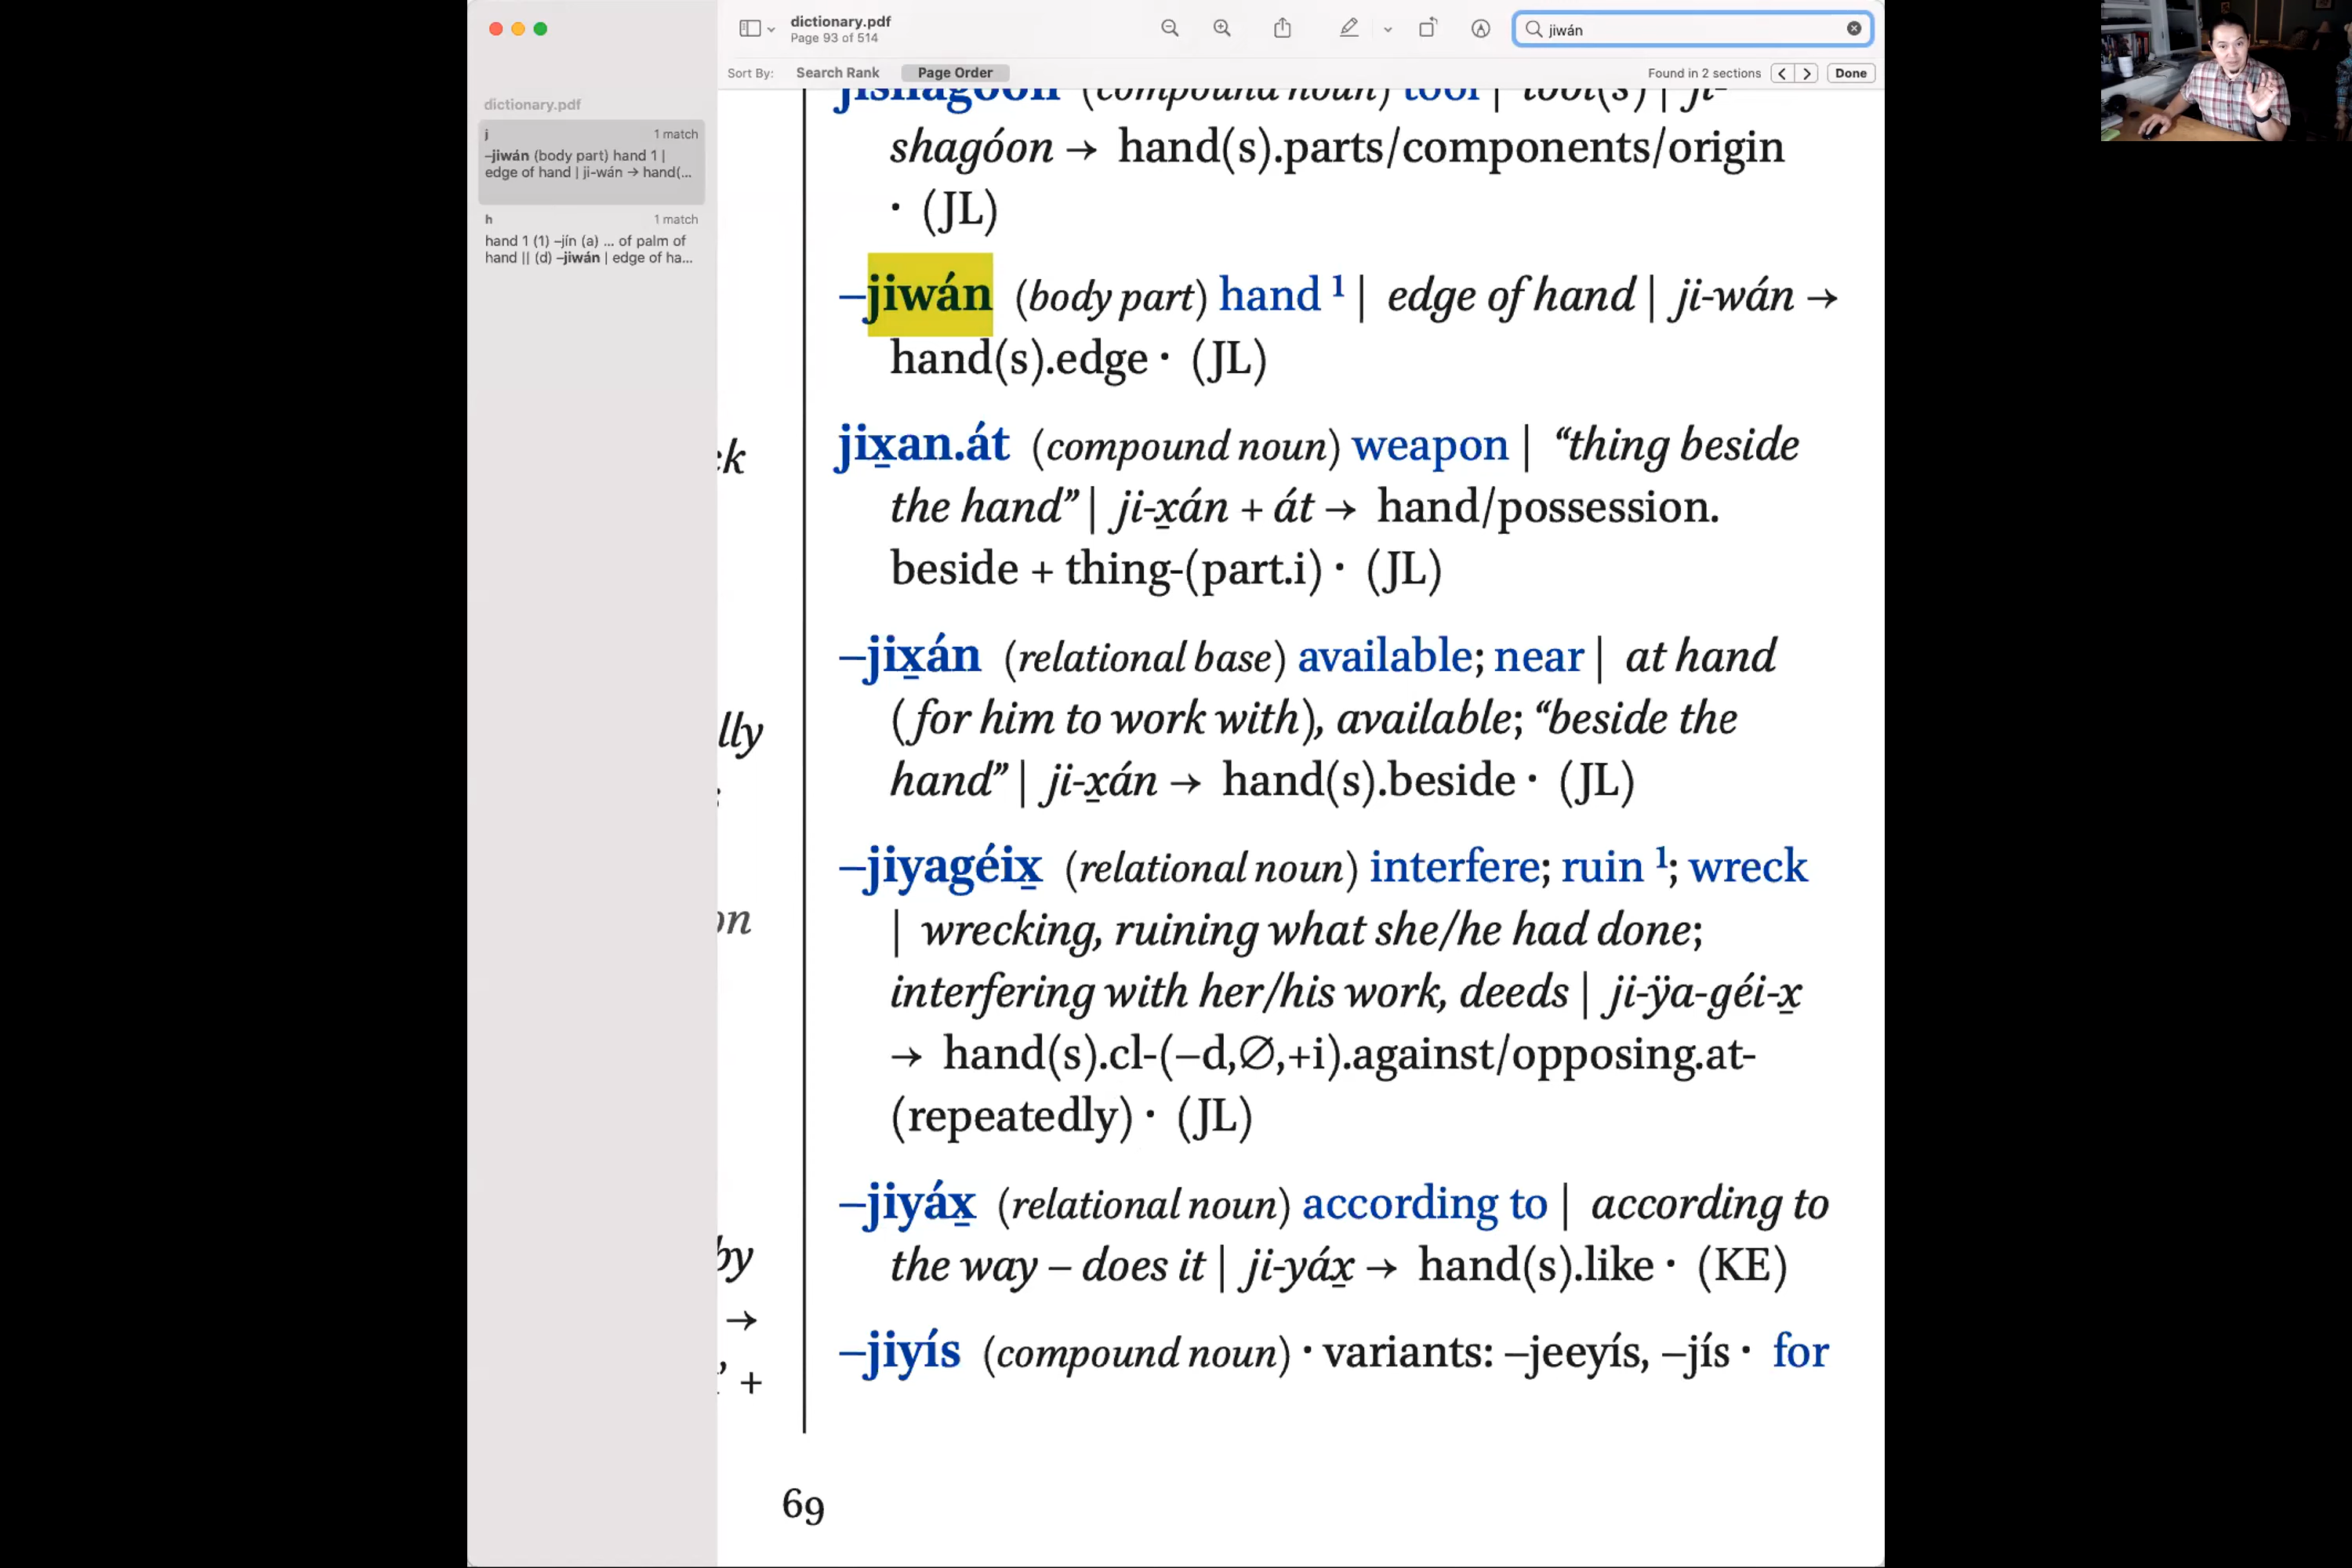 dictionary.pdf
Page 93 of 514
jiwán
Sort By: Search Rank Page Order
Found in 2 sections
Done
dictionary.pdf
j 1 match
–jiwán (body part) hand 1 |
edge of hand | ji-wán → hand(...
h 1 match
hand 1 (1) –jín (a) ... of palm of
hand || (d) –jiwán | edge of ha...
jishagóon (compound noun) tool | tool(s) | ji-
shagóon → hand(s).parts/components/origin
· (JL)
–jiwán (body part) hand ¹ | edge of hand | ji-wán →
hand(s).edge · (JL)
jix̱an.át (compound noun) weapon | “thing beside
the hand” | ji-x̱án + át → hand/possession.
beside + thing-(part.i) · (JL)
–jix̱án (relational base) available; near | at hand
(for him to work with), available; “beside the
hand” | ji-x̱án → hand(s).beside · (JL)
–jiyagéix̱ (relational noun) interfere; ruin ¹; wreck
| wrecking, ruining what she/he had done;
interfering with her/his work, deeds | ji-ÿa-géi-x̱
→ hand(s).cl-(–d,∅,+i).against/opposing.at-
(repeatedly) · (JL)
–jiyáx̱ (relational noun) according to | according to
the way – does it | ji-yáx̱ → hand(s).like · (KE)
–jiyís (compound noun) · variants: –jeeyís, –jís · for
lly
by
→
+
69